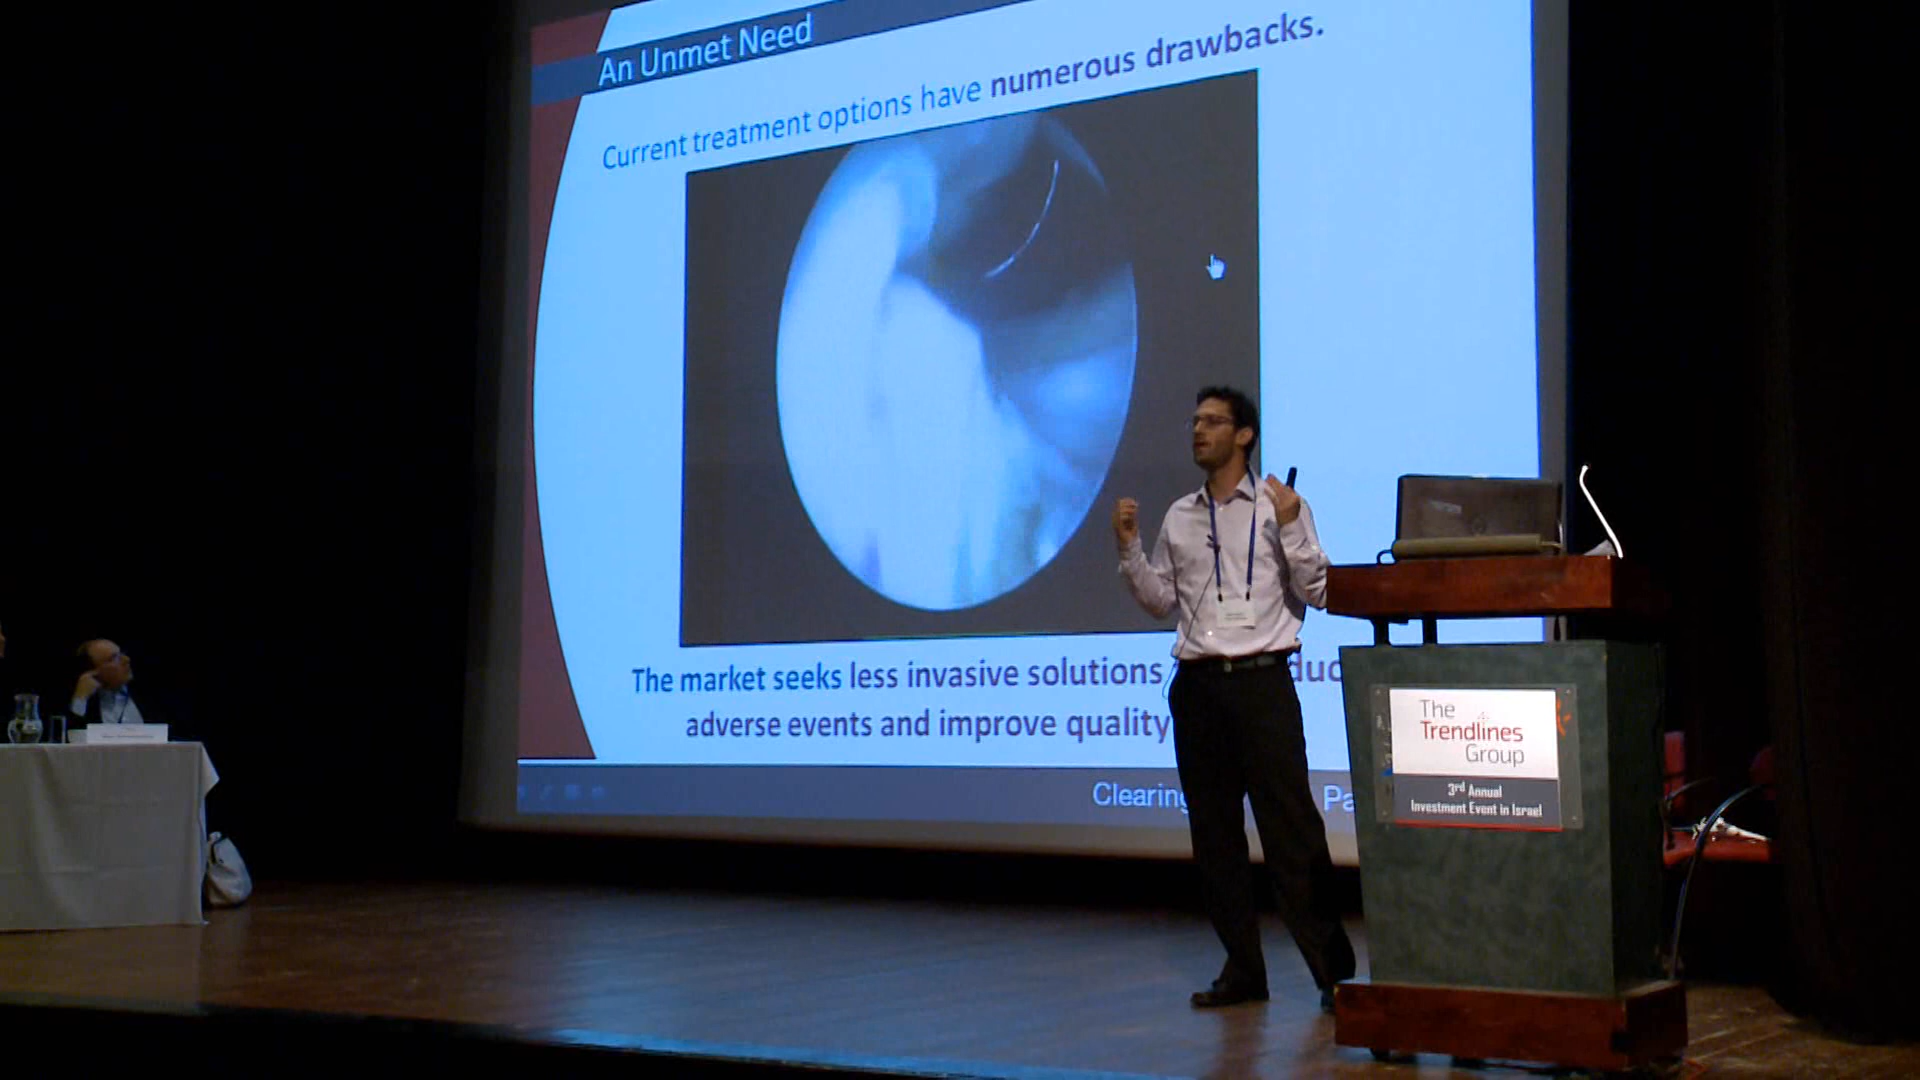 An Unmet Need
Current treatment options have numerous drawbacks.
The market seeks less invasive solutions
adverse events and improve quality
Clearing
The
Trendlines
Group
3rd Annual
Investment Event in Israel